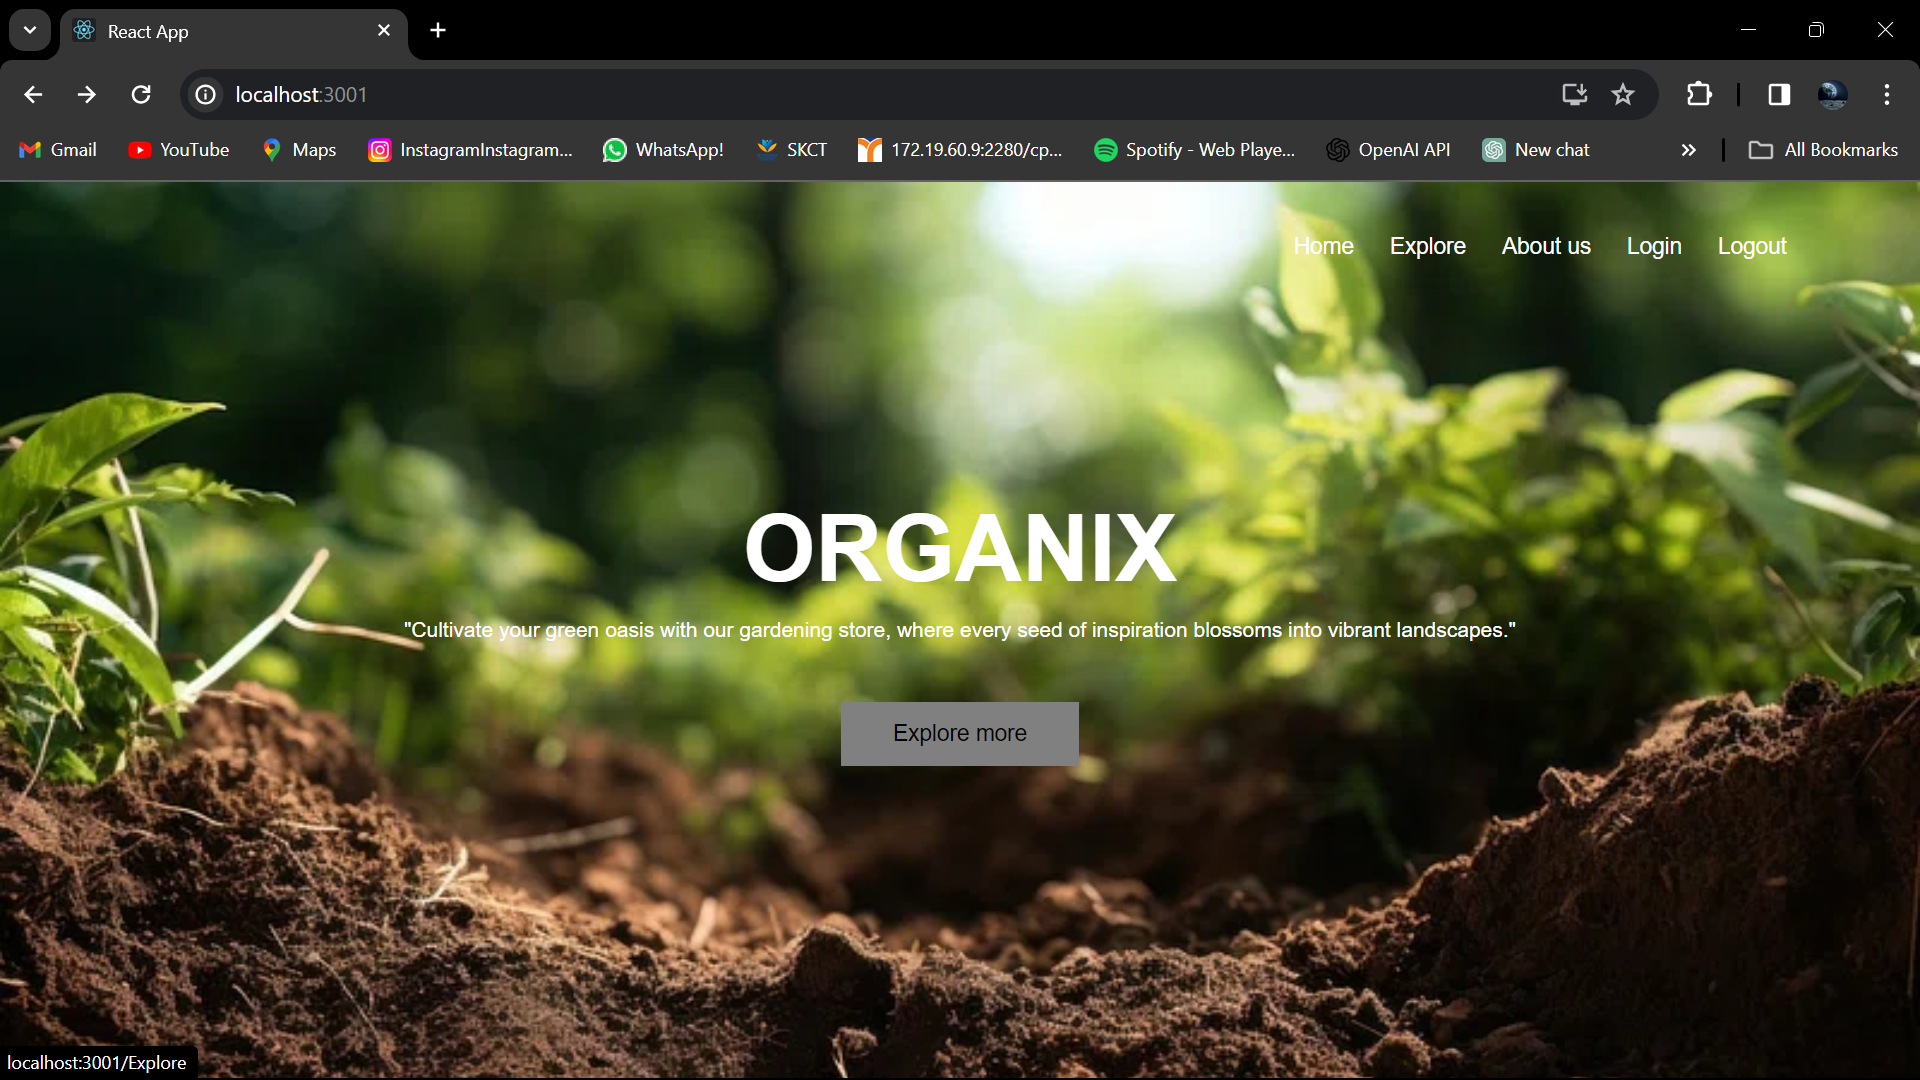 React App
localhost:3001
Gmail
YouTube
Maps
InstagramInstagram...
WhatsApp!
SKCT
172.19.60.9:2280/cp...
Spotify - Web Playe...
OpenAI API
New chat
All Bookmarks
Home Explore About us Login Logout
ORGANIX
"Cultivate your green oasis with our gardening store, where every seed of inspiration blossoms into vibrant landscapes."
Explore more
localhost:3001/Explore